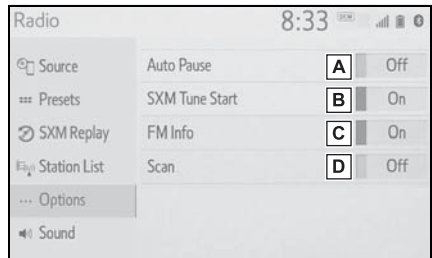 Radio 8:33 DCM
Source Auto Pause A Off
Presets SXM Tune Start B On
SXM Replay FM Info C On
Station List Scan D Off
Options
Sound